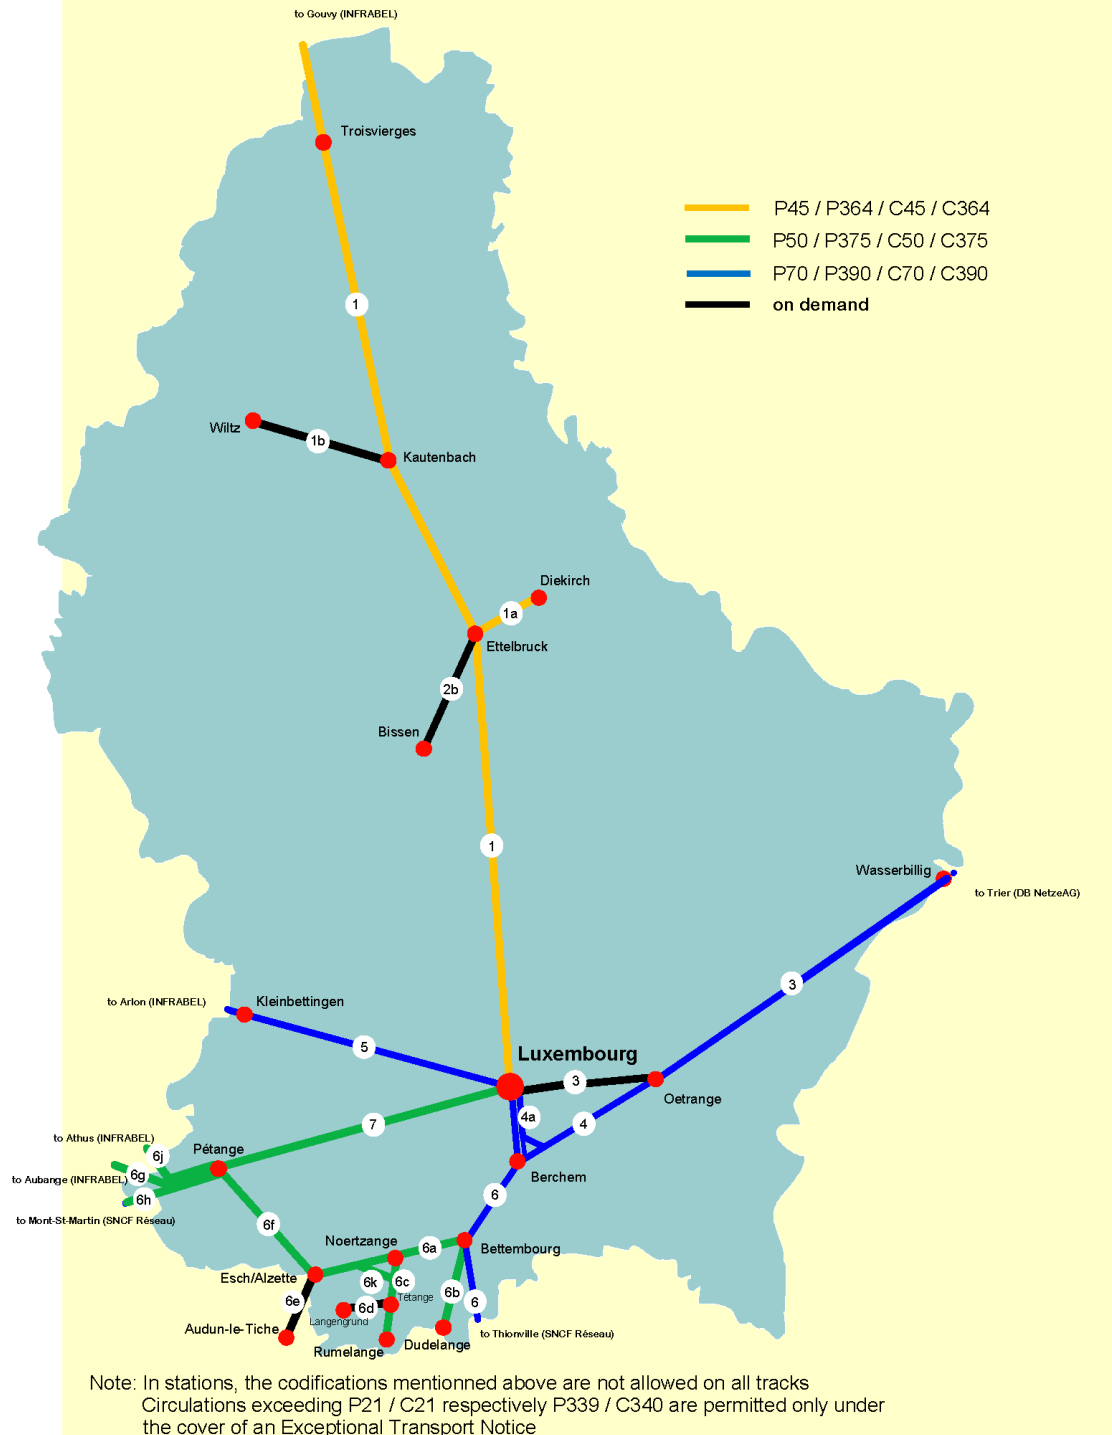 to Gouvy (INFRABEL)
Troisvierges
P45 / P364 / C45 / C364
P50 / P375 / C50 / C375
P70 / P390 / C70 / C390
on demand
1
Wiltz
1b
Kautenbach
Diekirch
1a
Ettelbruck
2b
Bissen
1
Wasserbillig
to Trier (DB NetzeAG)
3
to Arlon (INFRABEL)
Kleinbettingen
5
Luxembourg
3
Oetrange
4a
4
7
to Athus (INFRABEL)
6j
Pétange
6g
to Aubange (INFRABEL)
6h
to Mont-St-Martin (SNCF Réseau)
Berchem
6
6f
Noertzange
6a
Bettembourg
Esch/Alzette
6k
6c
6b
6
6e
6d
Tétange
Langengrund
Audun-le-Tiche
Rumelange
Dudelange
to Thionville (SNCF Réseau)
Note: In stations, the codifications mentionned above are not allowed on all tracks
Circulations exceeding P21 / C21 respectively P339 / C340 are permitted only under
the cover of an Exceptional Transport Notice